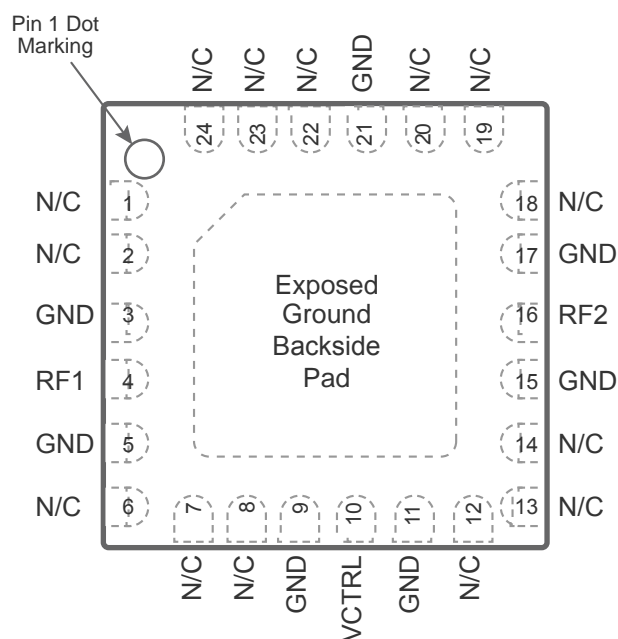 Pin 1 Dot
Marking
N/C
N/C
N/C
GND
N/C
N/C
24
23
22
21
20
19
N/C
1
18
N/C
N/C
2
17
GND
GND
3
16
RF2
RF1
4
15
GND
GND
5
14
N/C
N/C
6
13
N/C
Exposed
Ground
Backside
Pad
7
8
9
10
11
12
N/C
N/C
GND
VCTRL
GND
N/C